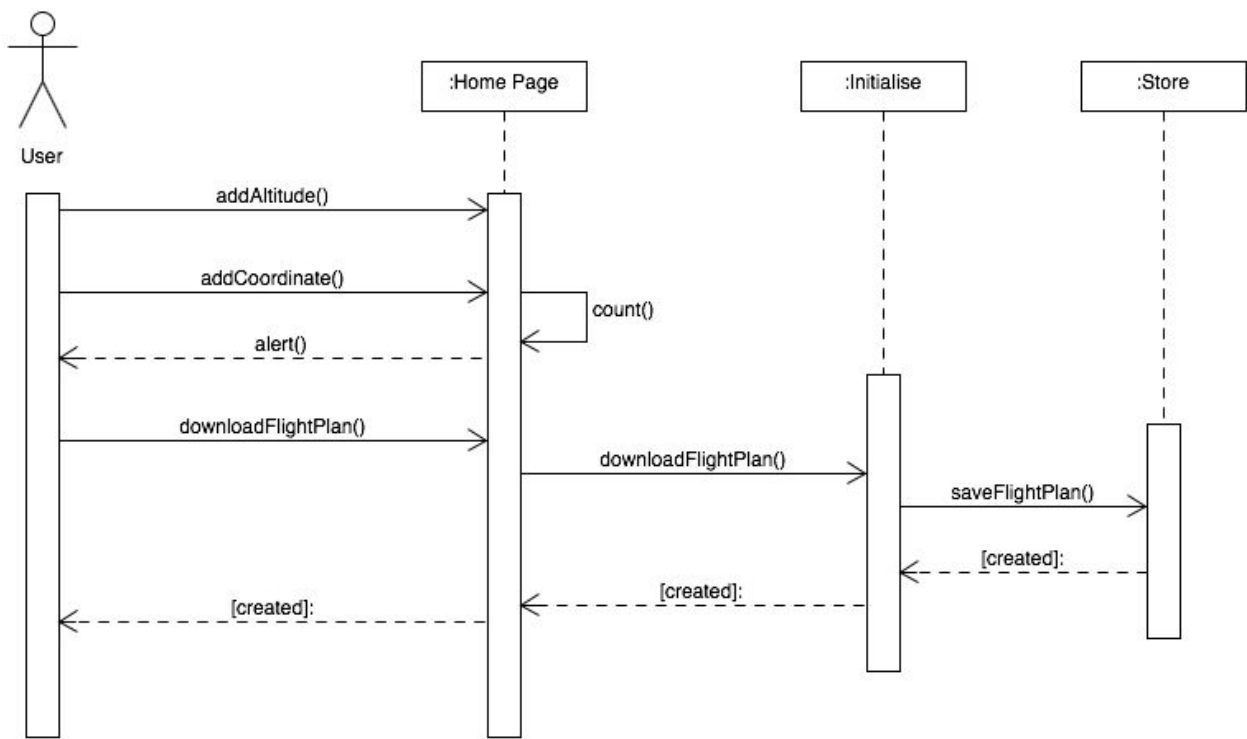 :Home Page
:Initialise
:Store
User
addAltitude()
addCoordinate()
count()
alert()
downloadFlightPlan()
downloadFlightPlan()
saveFlightPlan()
[created]:
[created]:
[created]: